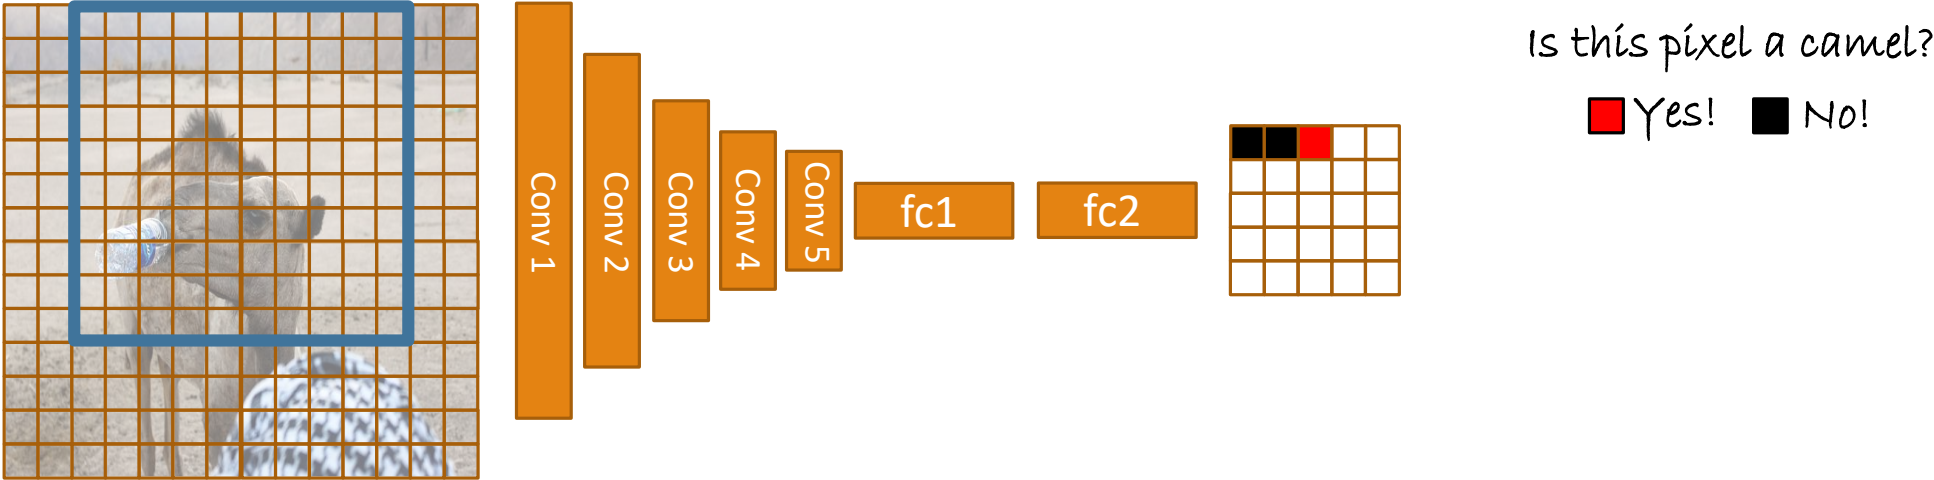 Conv 1
Conv 2
Conv 3
Conv 4
Conv 5
fc1
fc2
Is this pixel a camel?
Yes! No!